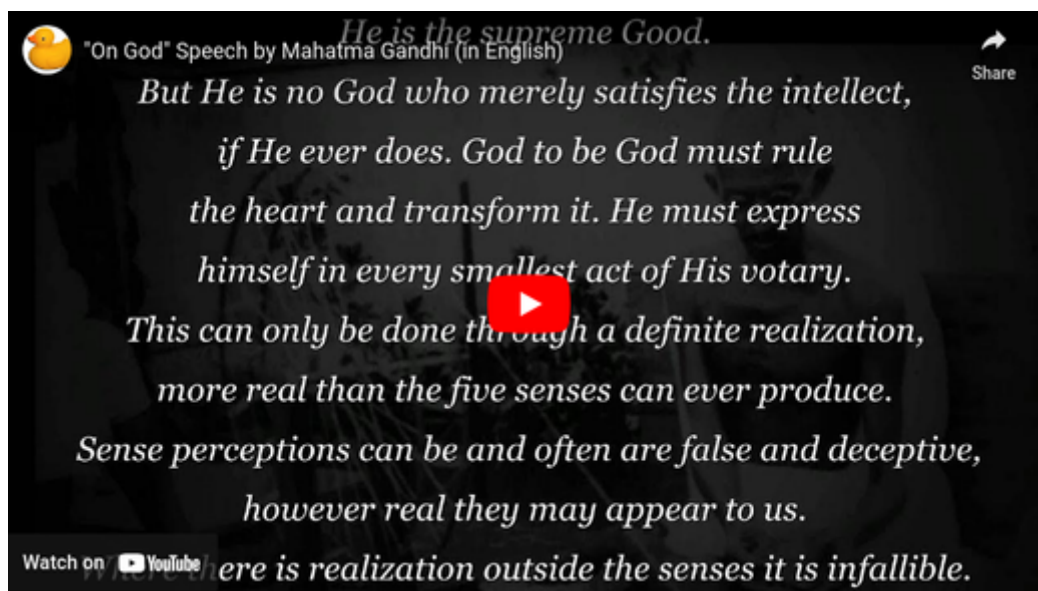 He is the supreme Good.
"On God" Speech by Mahatma Gandhi (in English)
Share
But He is no God who merely satisfies the intellect,
if He ever does. God to be God must rule
the heart and transform it. He must express
himself in every smallest act of His votary.
This can only be done through a definite realization,
more real than the five senses can ever produce.
Sense perceptions can be and often are false and deceptive,
however real they may appear to us.
Where there is realization outside the senses it is infallible.
Watch on YouTube